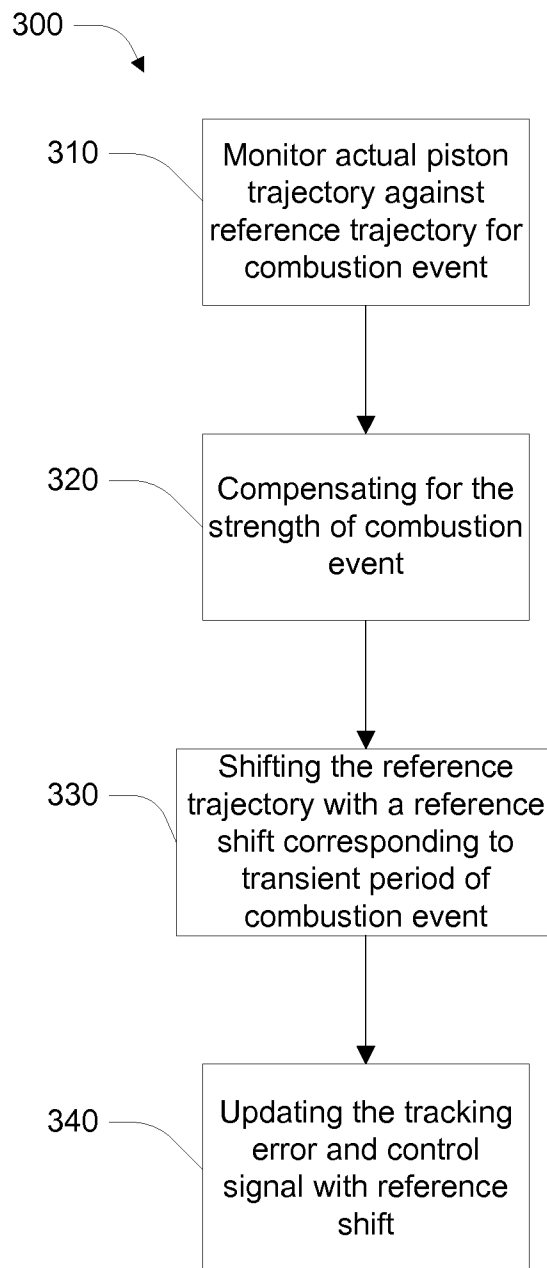 300
310
Monitor actual piston
trajectory against
reference trajectory for
combustion event
320
Compensating for the
strength of combustion
event
330
Shifting the reference
trajectory with a reference
shift corresponding to
transient period of
combustion event
340
Updating the tracking
error and control
signal with reference
shift